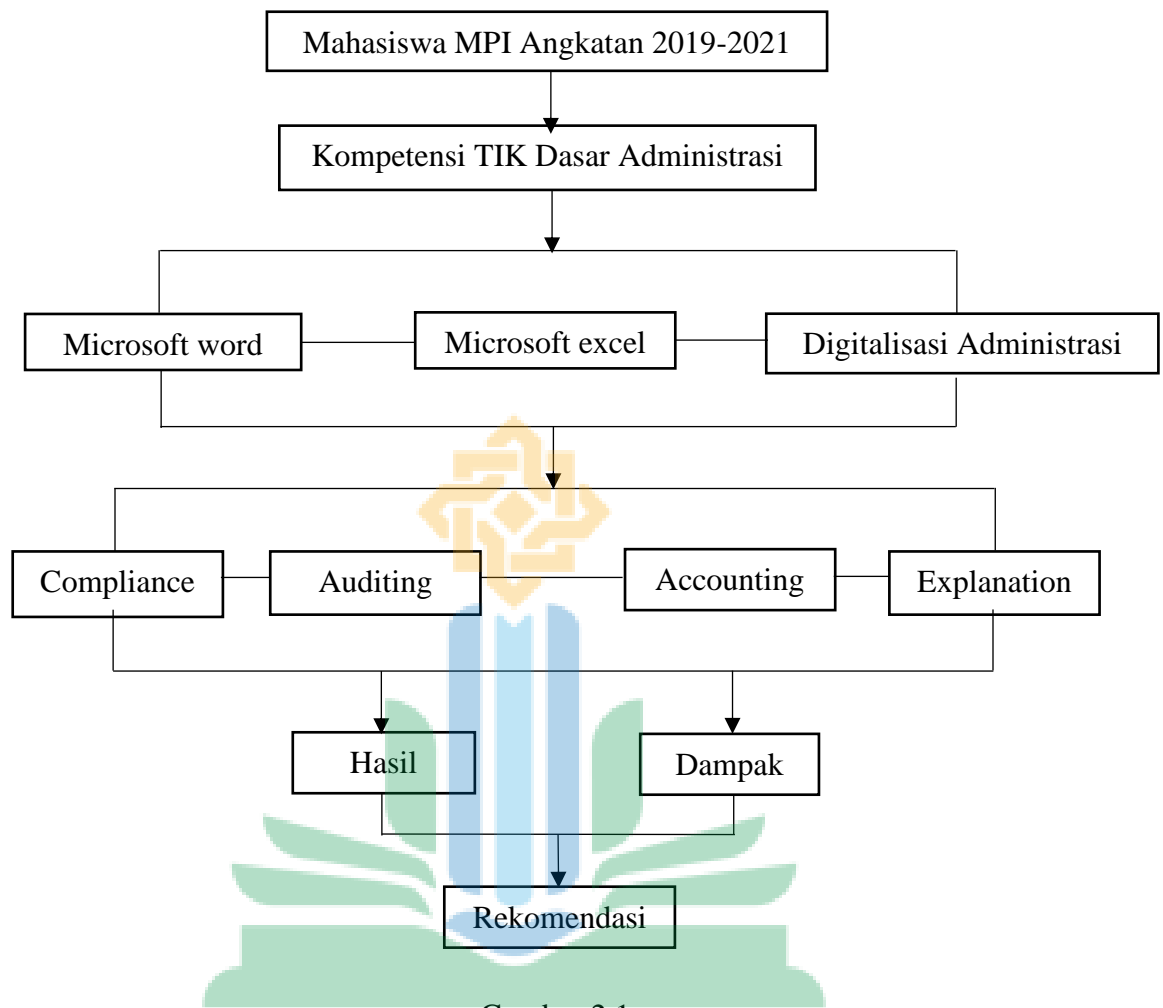 Mahasiswa MPI Angkatan 2019-2021
Kompetensi TIK Dasar Administrasi
Microsoft word
Microsoft excel
Digitalisasi Administrasi
Compliance
Auditing
Accounting
Explanation
Hasil
Dampak
Rekomendasi